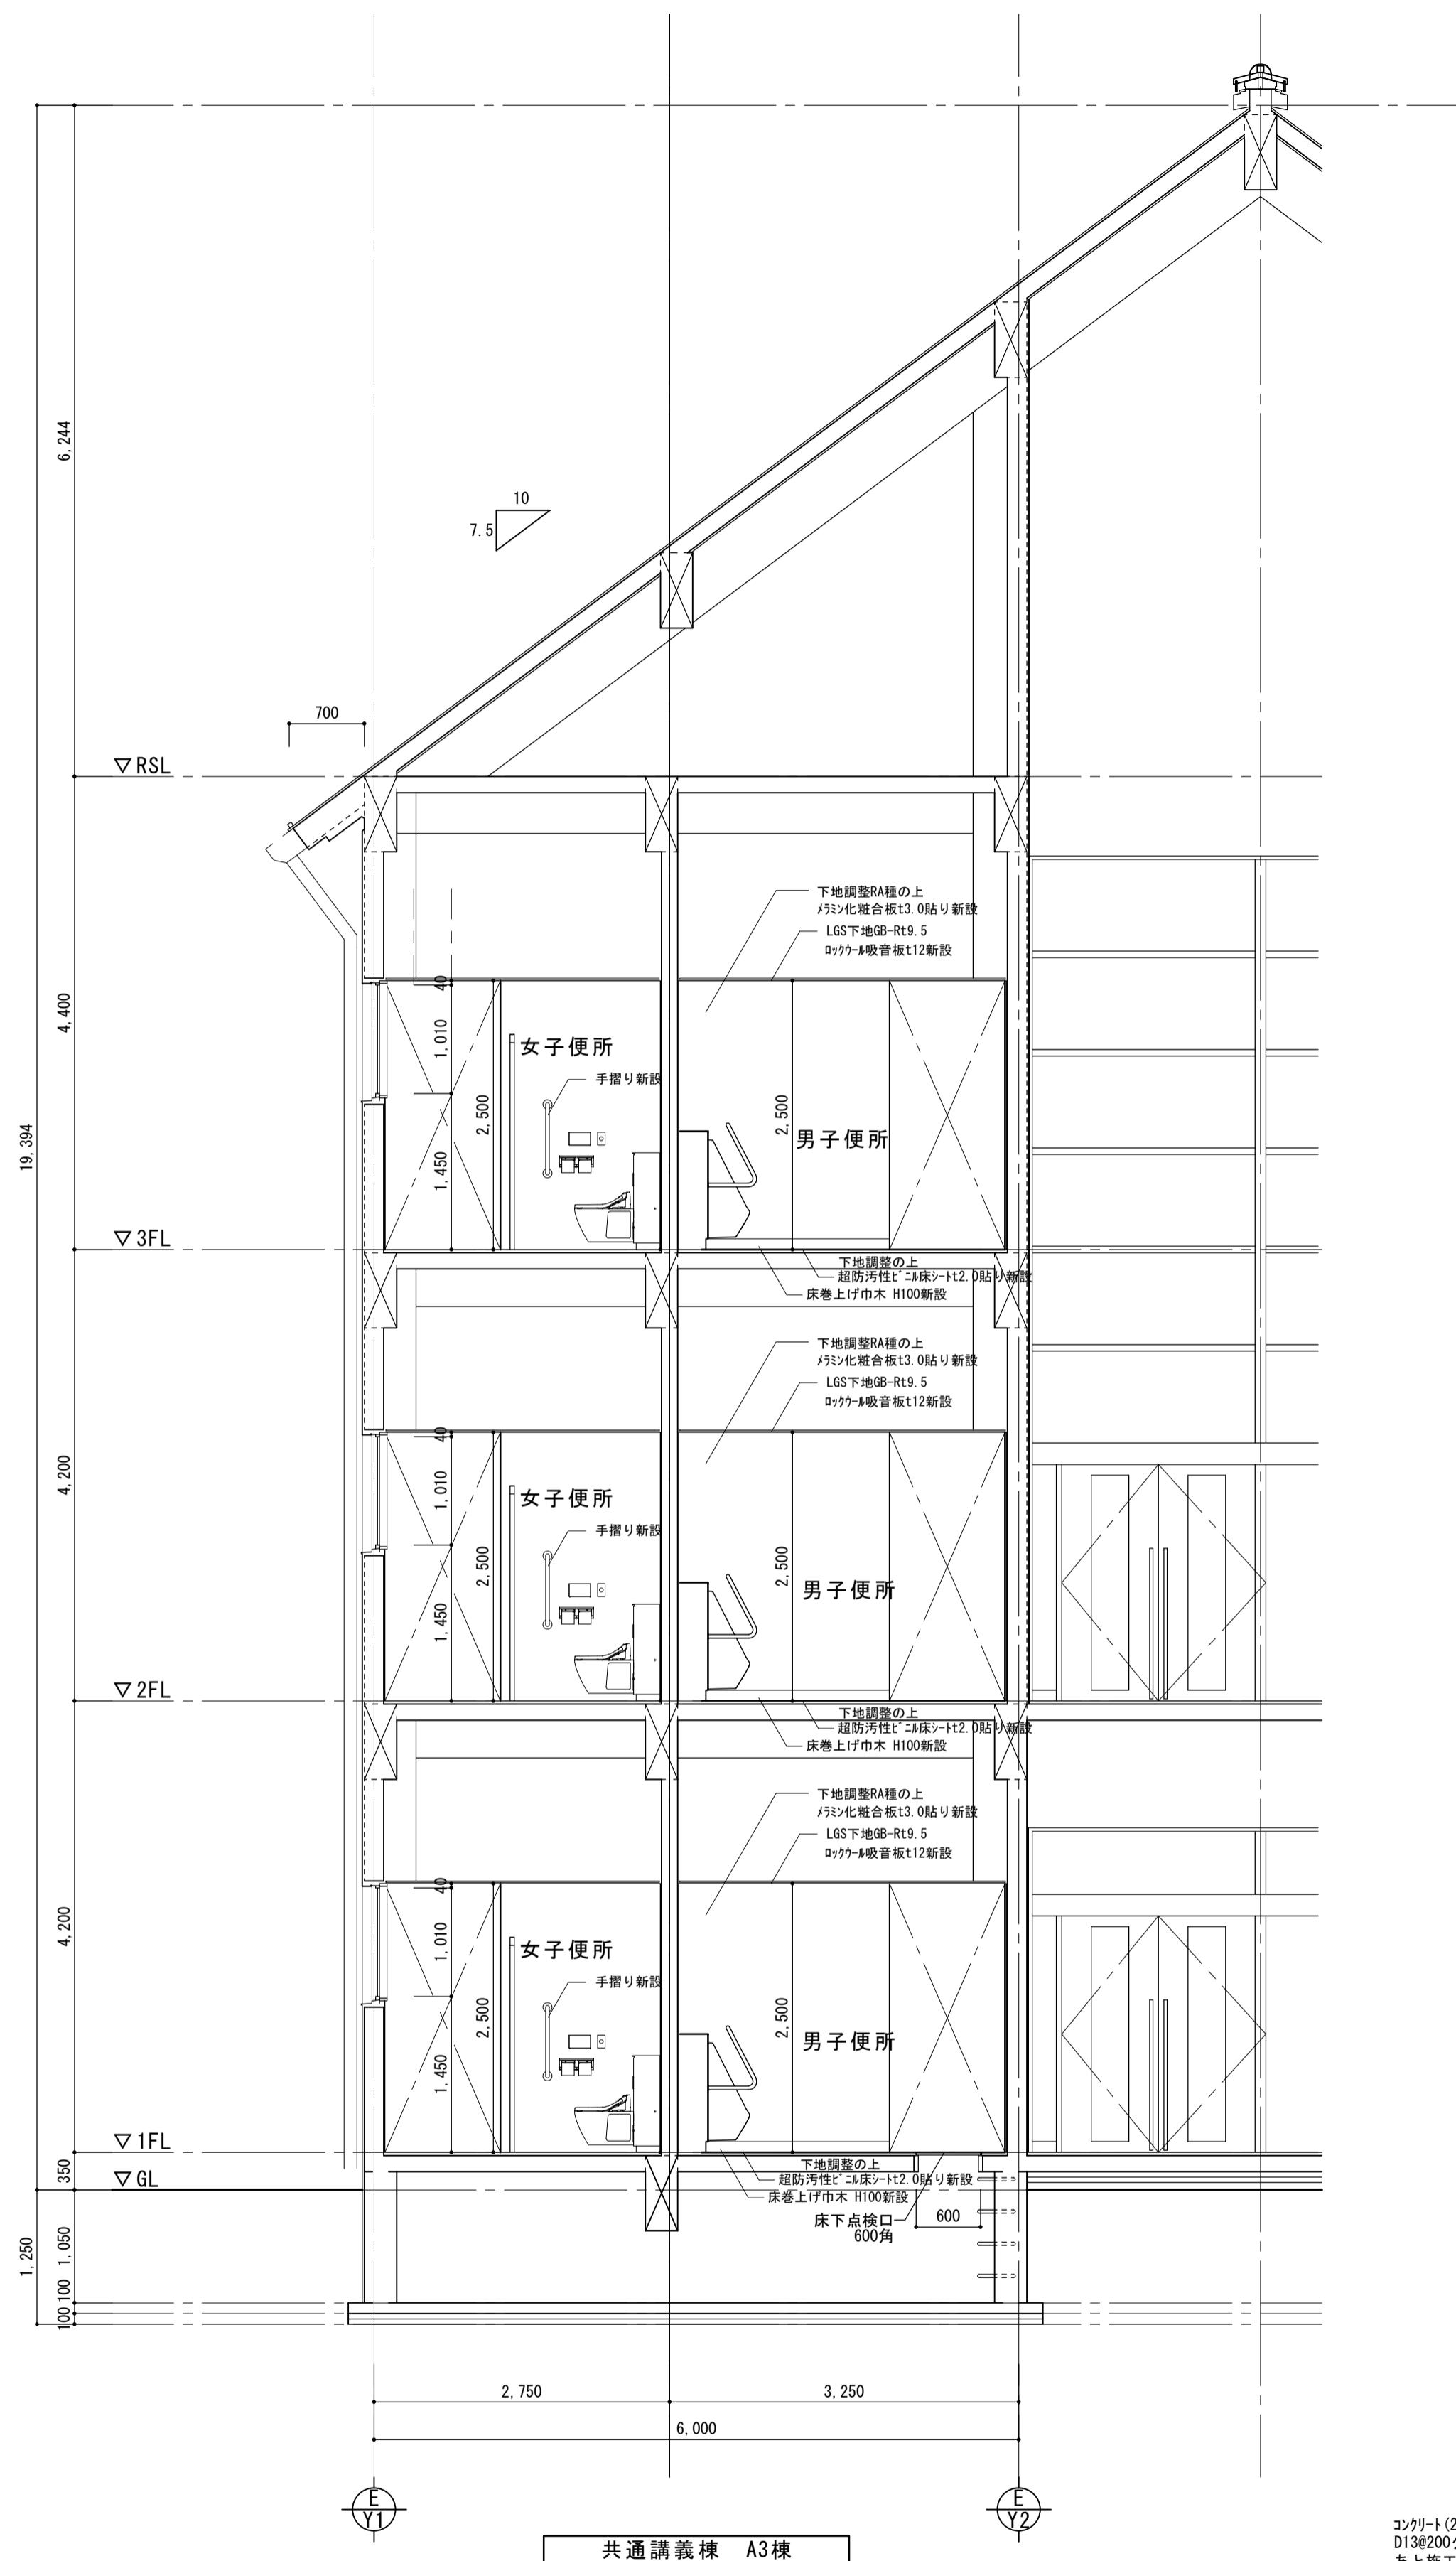 6,244
10
7.5
700
▽RSL
下地調整RA種の上
ﾒﾗﾐﾝ化粧合板t3.0貼り新設
LGS下地GB-Rt9.5
ﾛｯｸｳｰﾙ吸音板t12新設
4,400
40
1,010
女子便所
手摺り新設
2,500
2,500
男子便所
19,394
1,450
▽3FL
下地調整の上
超防汚性ﾋﾞﾆﾙ床ｼｰﾄt2.0貼り新設
床巻上げ巾木 H100新設
下地調整RA種の上
ﾒﾗﾐﾝ化粧合板t3.0貼り新設
LGS下地GB-Rt9.5
ﾛｯｸｳｰﾙ吸音板t12新設
4,200
40
1,010
女子便所
手摺り新設
2,500
2,500
男子便所
1,450
▽2FL
下地調整の上
超防汚性ﾋﾞﾆﾙ床ｼｰﾄt2.0貼り新設
床巻上げ巾木 H100新設
下地調整RA種の上
ﾒﾗﾐﾝ化粧合板t3.0貼り新設
LGS下地GB-Rt9.5
ﾛｯｸｳｰﾙ吸音板t12新設
4,200
40
1,010
女子便所
手摺り新設
2,500
2,500
男子便所
1,450
▽1FL
350
▽GL
下地調整の上
超防汚性ﾋﾞﾆﾙ床ｼｰﾄt2.0貼り新設
床巻上げ巾木 H100新設
床下点検口
600角
600
1,250
1,050
100
100
2,750
3,250
6,000
E
Y1
E
Y2
共通講義棟 A3棟
ｺﾝｸﾘｰﾄ(2
D13@200